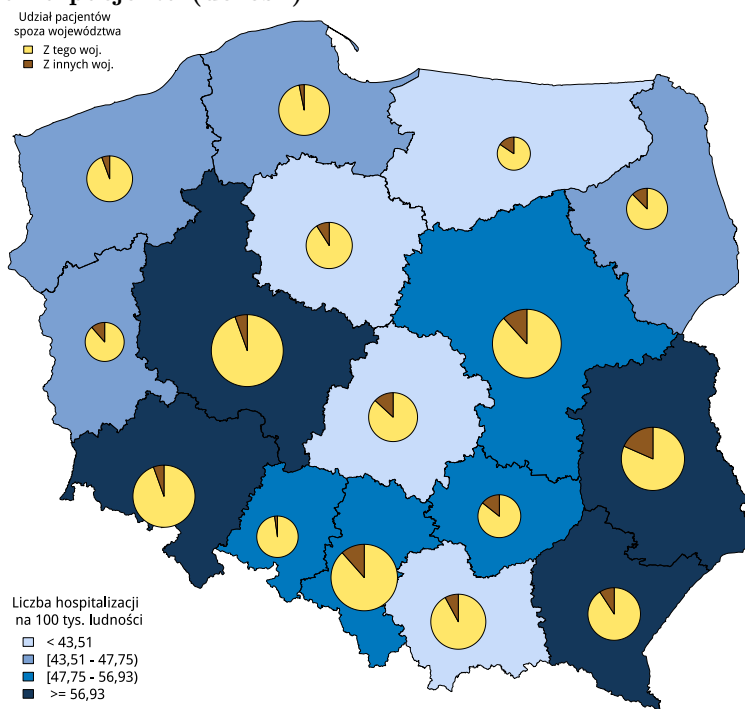 Udział pacjentów
spoza województwa
Z tego woj.
Z innych woj.
Liczba hospitalizacji
na 100 tys. ludności
< 43,51
[43,51 - 47,75)
[47,75 - 56,93)
>= 56,93